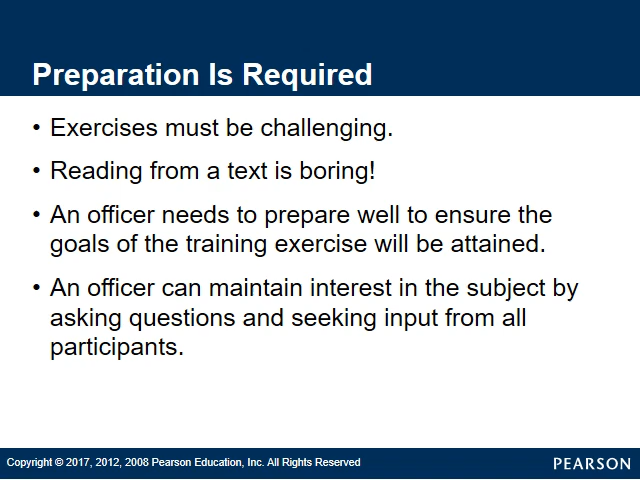 Preparation Is Required
• Exercises must be challenging.
• Reading from a text is boring!
• An officer needs to prepare well to ensure the
goals of the training exercise will be attained.
• An officer can maintain interest in the subject by
asking questions and seeking input from all
participants.
Copyright © 2017, 2012, 2008 Pearson Education, Inc. All Rights Reserved
PEARSON